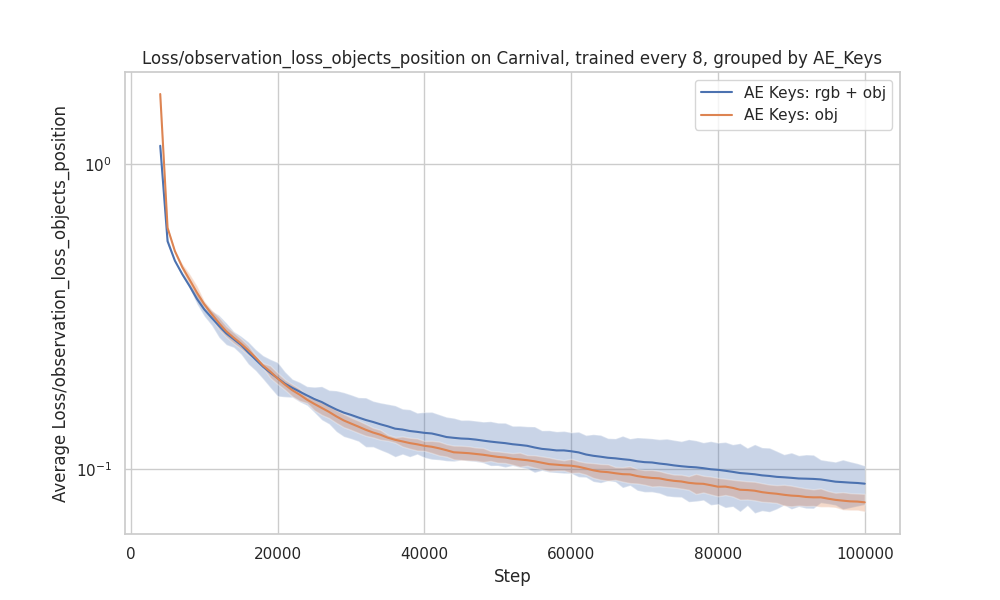 Loss/observation_loss_objects_position on Carnival, trained every 8, grouped by AE_Keys
AE Keys: rgb + obj
AE Keys: obj
Average Loss/observation_loss_objects_position
10⁰
10⁻¹
0
20000
40000
60000
80000
100000
Step